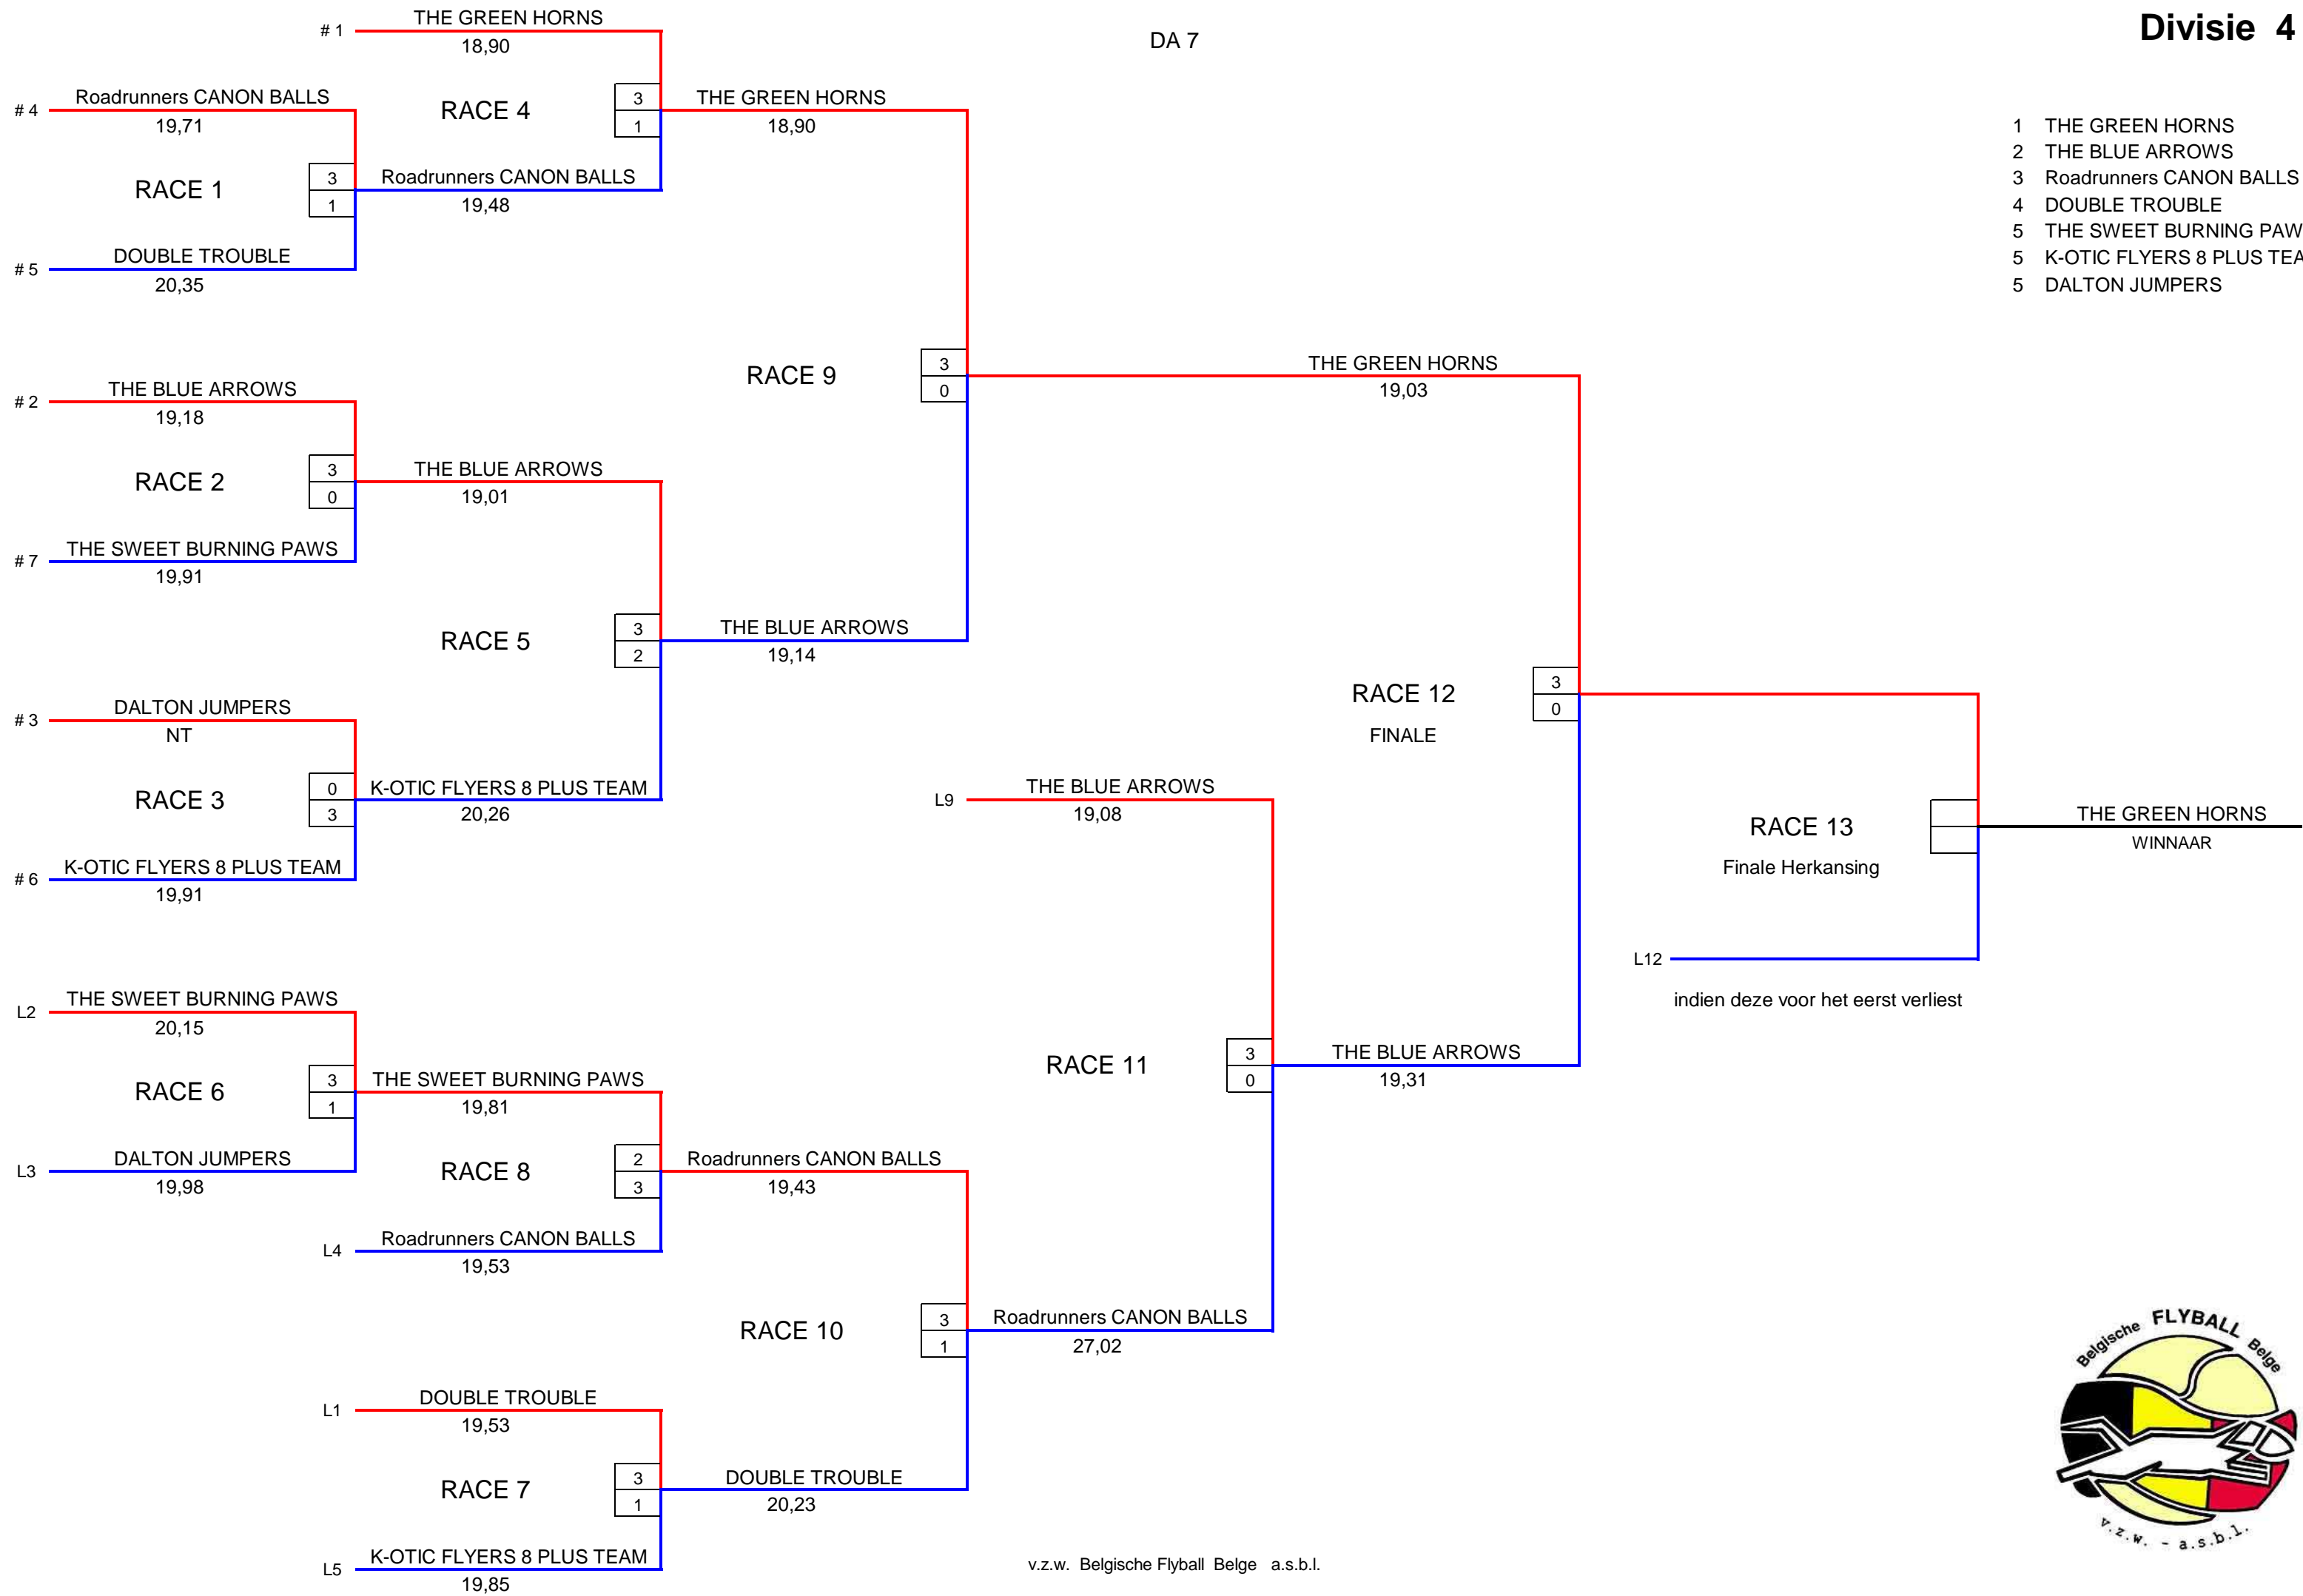 Divisie 4
DA 7
# 1
THE GREEN HORNS
18,90
# 4
Roadrunners CANON BALLS
19,71
RACE 4
3
1
THE GREEN HORNS
18,90
1 THE GREEN HORNS
2 THE BLUE ARROWS
3 Roadrunners CANON BALLS
4 DOUBLE TROUBLE
5 THE SWEET BURNING PAW
5 K-OTIC FLYERS 8 PLUS TEA
5 DALTON JUMPERS
RACE 1
3
1
Roadrunners CANON BALLS
19,48
# 5
DOUBLE TROUBLE
20,35
RACE 9
3
0
THE GREEN HORNS
19,03
# 2
THE BLUE ARROWS
19,18
RACE 2
3
0
THE BLUE ARROWS
19,01
# 7
THE SWEET BURNING PAWS
19,91
RACE 5
3
2
THE BLUE ARROWS
19,14
# 3
DALTON JUMPERS
NT
RACE 12
FINALE
3
0
RACE 3
0
3
K-OTIC FLYERS 8 PLUS TEAM
20,26
L9
THE BLUE ARROWS
19,08
RACE 13
Finale Herkansing
THE GREEN HORNS
WINNAAR
# 6
K-OTIC FLYERS 8 PLUS TEAM
19,91
L12
indien deze voor het eerst verliest
L2
THE SWEET BURNING PAWS
20,15
RACE 6
3
1
THE SWEET BURNING PAWS
19,81
RACE 11
3
0
THE BLUE ARROWS
19,31
L3
DALTON JUMPERS
19,98
RACE 8
2
3
Roadrunners CANON BALLS
19,43
L4
Roadrunners CANON BALLS
19,53
RACE 10
3
1
Roadrunners CANON BALLS
27,02
L1
DOUBLE TROUBLE
19,53
RACE 7
3
1
DOUBLE TROUBLE
20,23
L5
K-OTIC FLYERS 8 PLUS TEAM
19,85
v.z.w. Belgische Flyball Belge a.s.b.l.
Belgische FLYBALL Belge
v.z.w. - a.s.b.l.